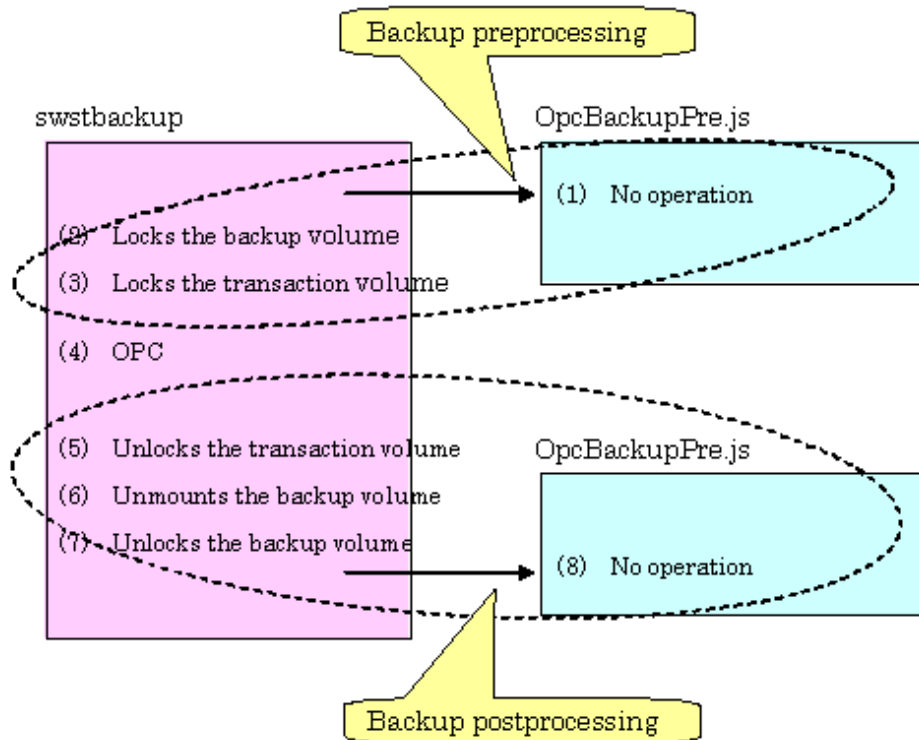 Backup preprocessing
swstbackup
OpcBackupPre.js
(1) No operation
(2) Locks the backup volume
(3) Locks the transaction volume
(4) OPC
(5) Unlocks the transaction volume
OpcBackupPre.js
(6) Unmounts the backup volume
(7) Unlocks the backup volume
(8) No operation
Backup postprocessing